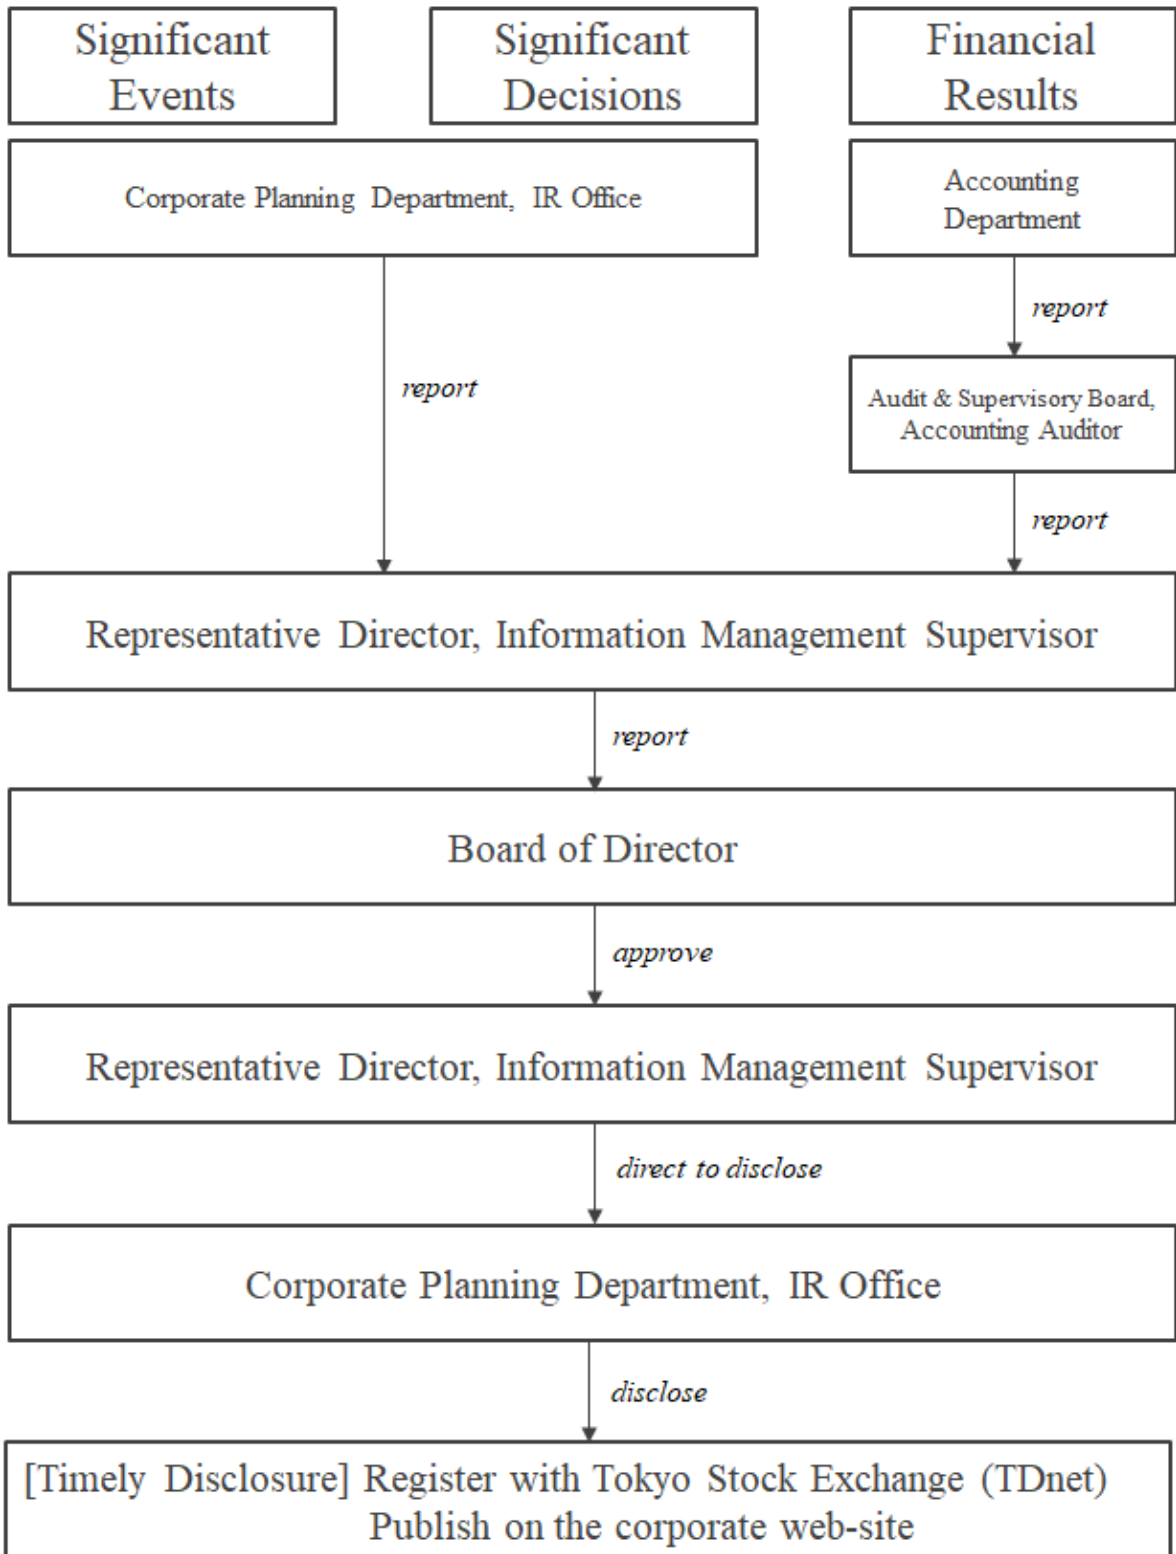 Significant
Events
Significant
Decisions
Financial
Results
Corporate Planning Department, IR Office
Accounting
Department
report
report
Audit & Supervisory Board,
Accounting Auditor
report
Representative Director, Information Management Supervisor
report
Board of Director
approve
Representative Director, Information Management Supervisor
direct to disclose
Corporate Planning Department, IR Office
disclose
[Timely Disclosure] Register with Tokyo Stock Exchange (TDnet)
Publish on the corporate web-site